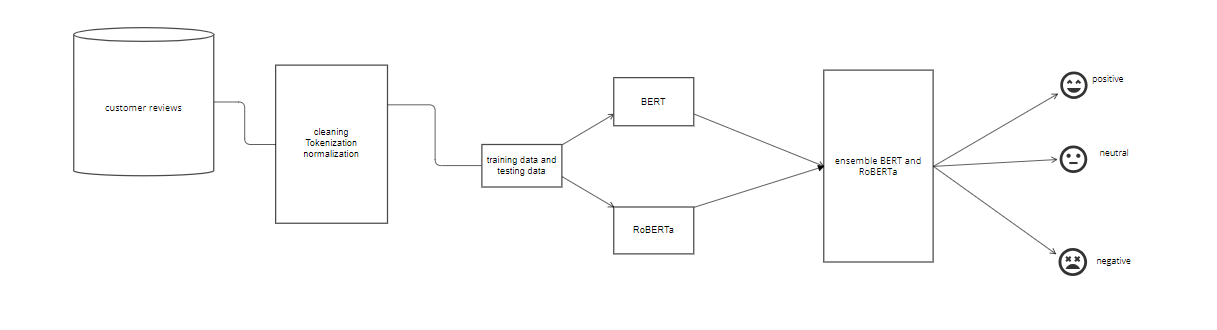 customer reviews
cleaning
Tokenization
normalization
training data and
testing data
BERT
RoBERTa
ensemble BERT and
RoBERTa
positive
neutral
negative